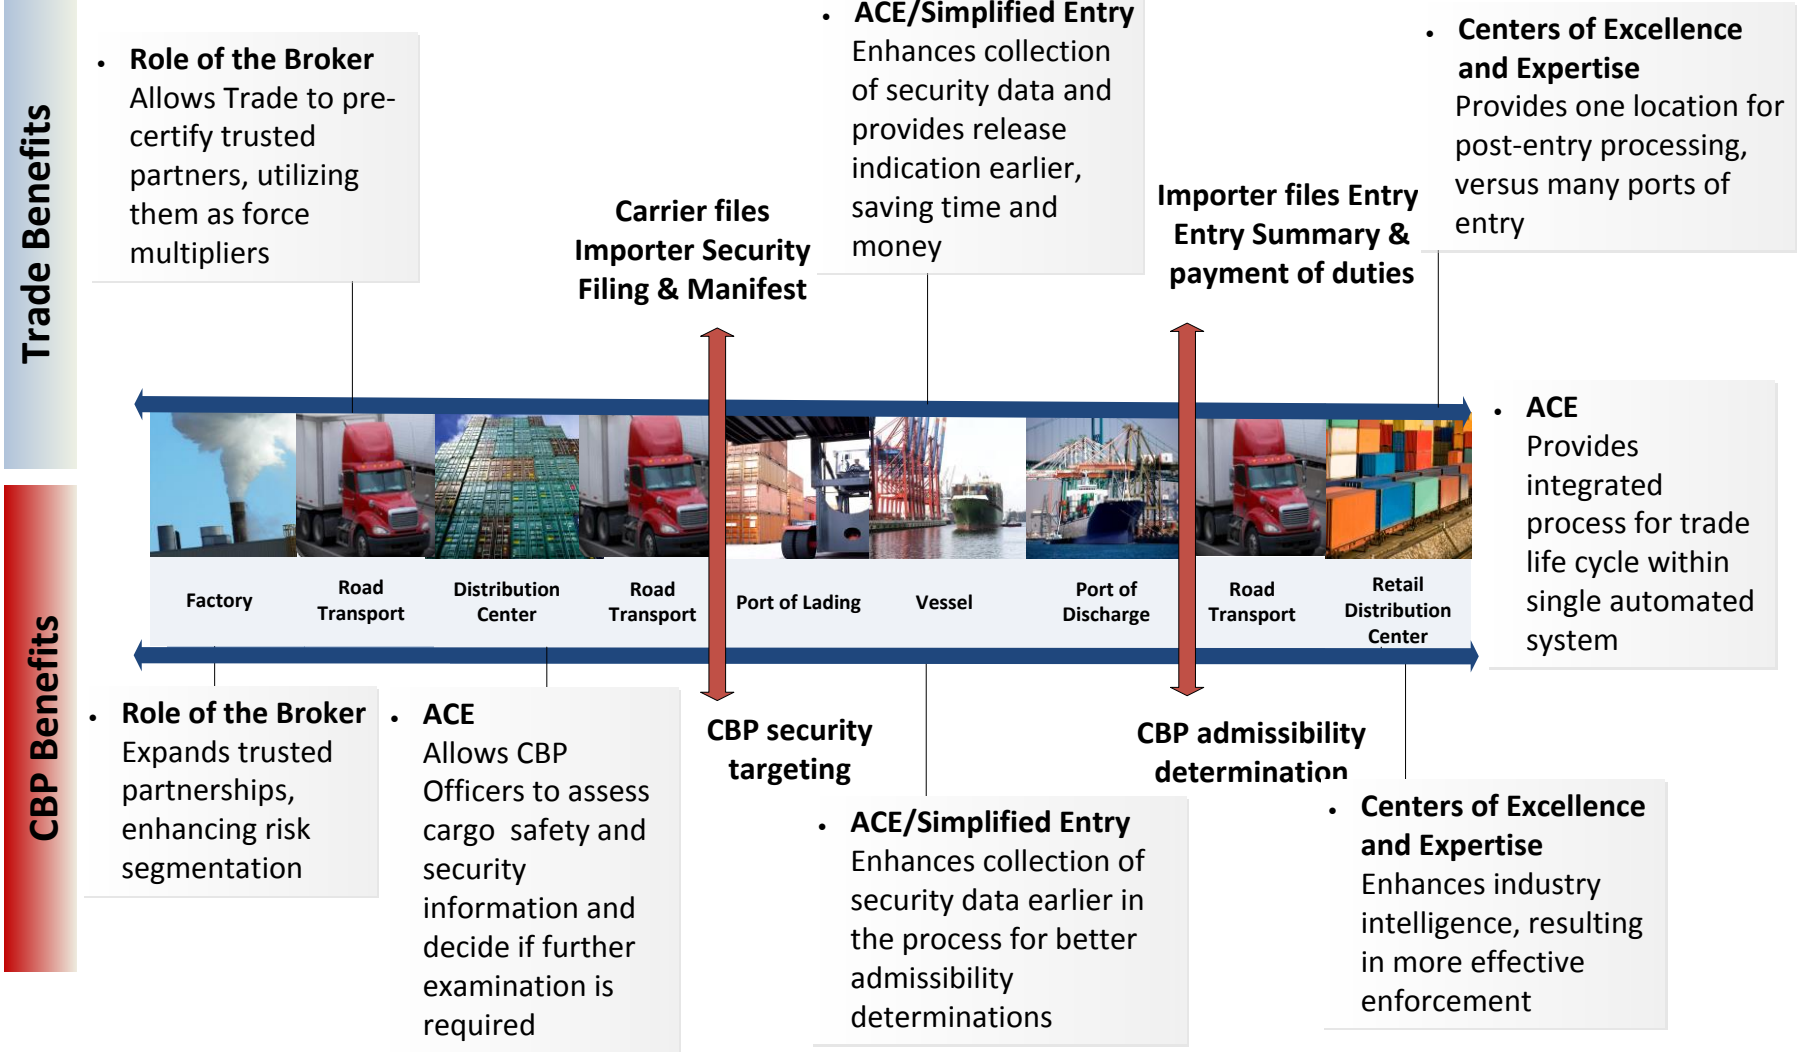 Trade Benefits
• Role of the Broker
Allows Trade to pre-
certify trusted
partners, utilizing
them as force
multipliers
Carrier files
Importer Security
Filing & Manifest
• ACE/Simplified Entry
Enhances collection
of security data and
provides release
indication earlier,
saving time and
money
Importer files Entry
Entry Summary &
payment of duties
• Centers of Excellence
and Expertise
Provides one location for
post-entry processing,
versus many ports of
entry
Factory
Road
Transport
Distribution
Center
Road
Transport
Port of Lading
Vessel
Port of
Discharge
Road
Transport
Retail
Distribution
Center
• ACE
Provides
integrated
process for trade
life cycle within
single automated
system
CBP Benefits
• Role of the Broker
Expands trusted
partnerships,
enhancing risk
segmentation
• ACE
Allows CBP
Officers to assess
cargo  safety and
security
information and
decide if further
examination is
required
CBP security
targeting
• ACE/Simplified Entry
Enhances collection of
security data earlier in
the process for better
admissibility
determinations
CBP admissibility
determination
• Centers of Excellence
and Expertise
Enhances industry
intelligence, resulting
in more effective
enforcement